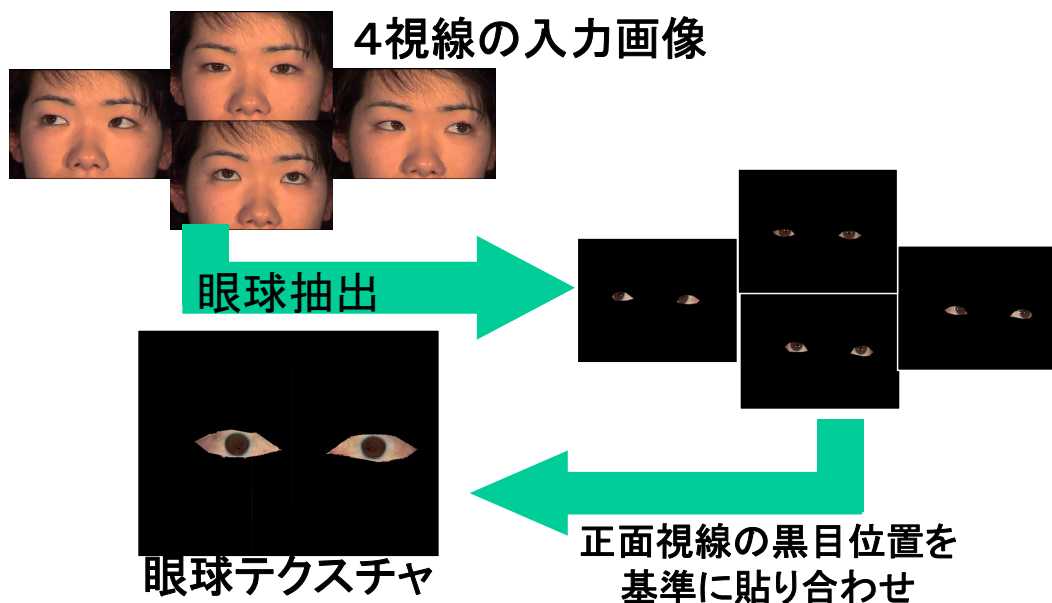 ４視線の入力画像
眼球抽出
正面視線の黒目位置を
基準に貼り合わせ
眼球テクスチャ